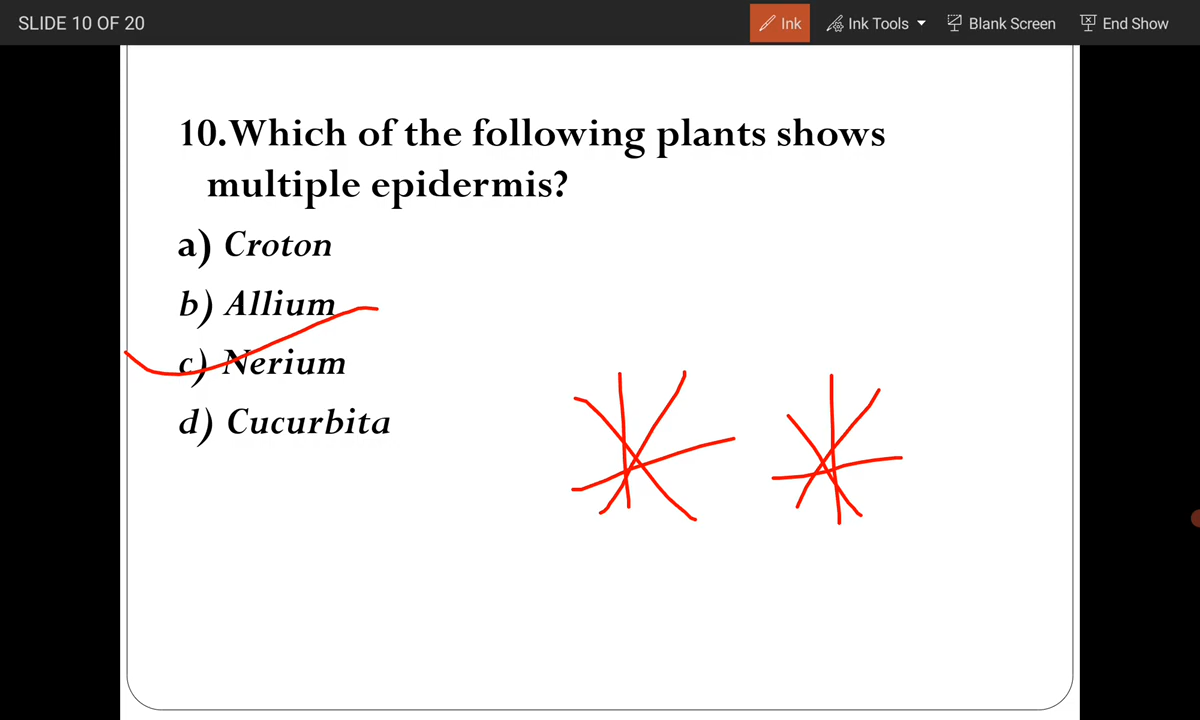 SLIDE 10 OF 20
Ink
Ink Tools
Blank Screen
End Show
10.Which of the following plants shows
multiple epidermis?
a) Croton
b) Allium
c) Nerium
d) Cucurbita